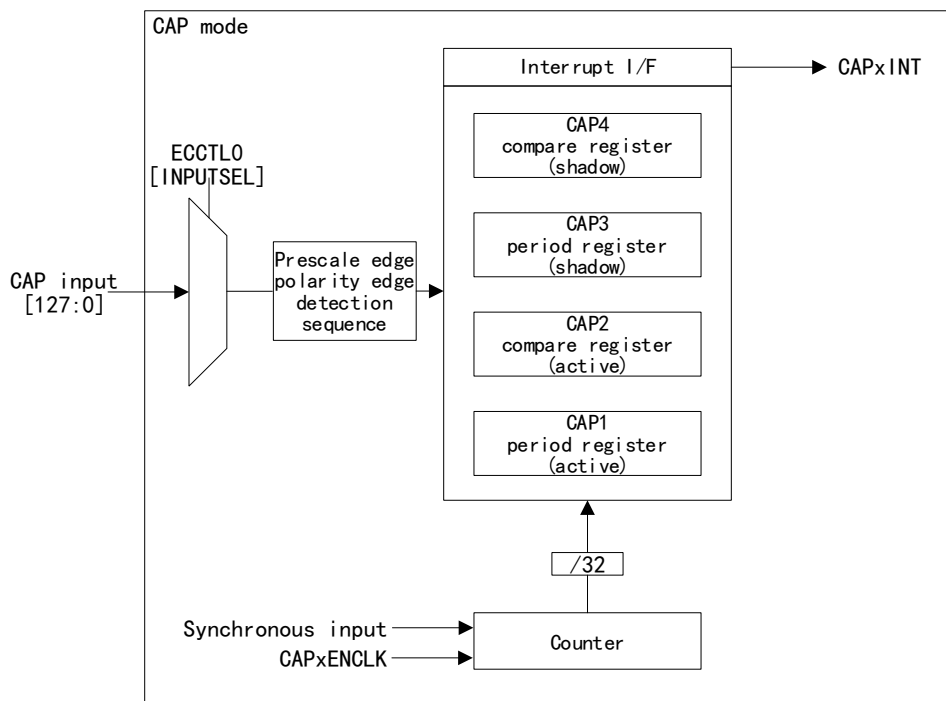 CAP mode
Interrupt I/F
CAPxINT
CAP4
compare register
(shadow)
ECCTL0
[INPUTSEL]
CAP3
period register
(shadow)
Prescale edge
polarity edge
detection
sequence
CAP input
[127:0]
CAP2
compare register
(active)
CAP1
period register
(active)
/32
Synchronous input
CAPxENCLK
Counter